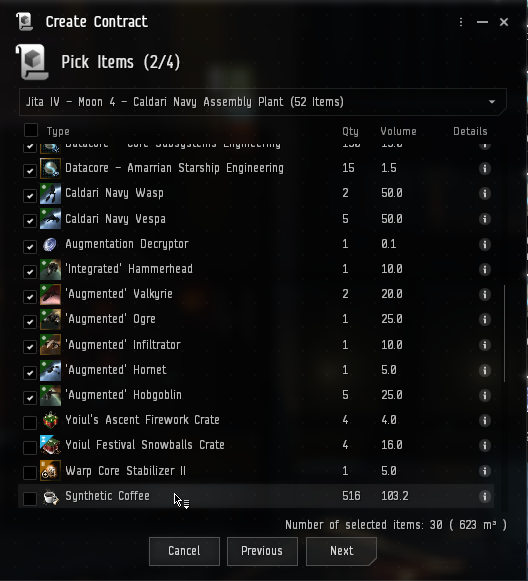 Create Contract
Pick Items (2/4)
Jita IV - Moon 4 - Caldari Navy Assembly Plant (52 Items)
Type Qty Volume Details
Datacore - Core Subsystems Engineering
Datacore - Amarrian Starship Engineering 15 1.5
Caldari Navy Wasp 2 50.0
Caldari Navy Vespa 5 50.0
Augmentation Decryptor 1 0.1
'Integrated' Hammerhead 1 10.0
'Augmented' Valkyrie 2 20.0
'Augmented' Ogre 1 25.0
'Augmented' Infiltrator 1 10.0
'Augmented' Hornet 1 5.0
'Augmented' Hobgoblin 5 25.0
Yoiul's Ascent Firework Crate 4 4.0
Yoiul Festival Snowballs Crate 4 16.0
Warp Core Stabilizer II 1 5.0
Synthetic Coffee 516 103.2
Number of selected items: 30 ( 623 m³ )
Cancel Previous Next